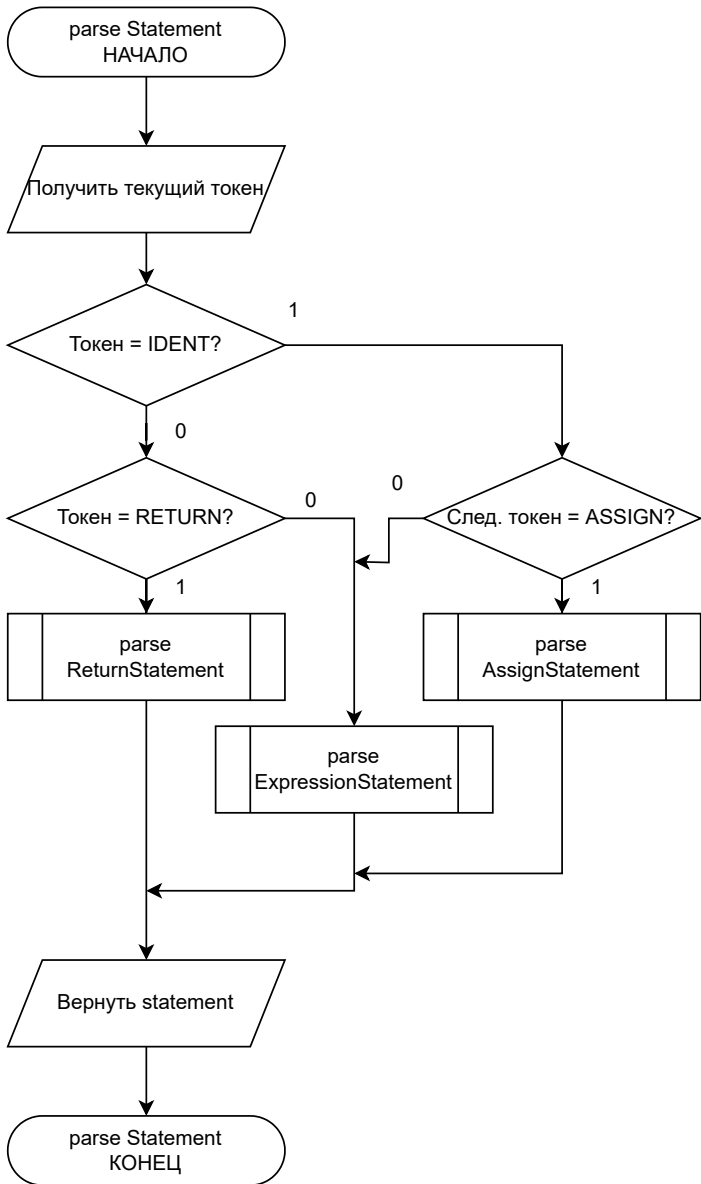 parse Statement
НАЧАЛО
Получить текущий токен
1
Токен = IDENT?
0
0
0
Токен = RETURN?
След. токен = ASSIGN?
1
1
parse
ReturnStatement
parse
AssignStatement
parse
ExpressionStatement
Вернуть statement
parse Statement
КОНЕЦ